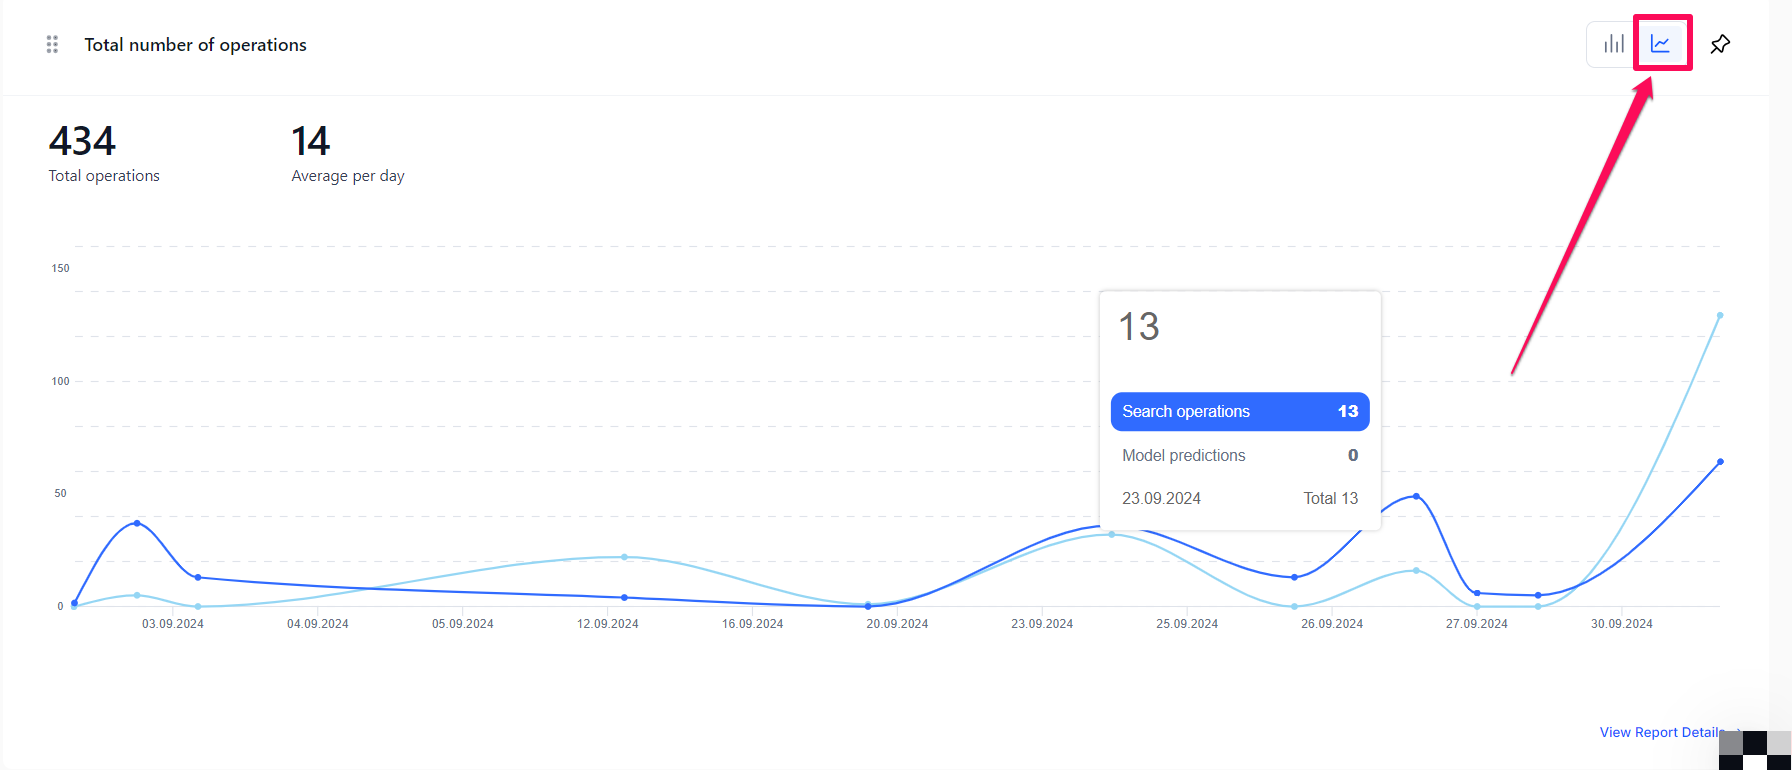 Total number of operations
434
14
Total operations
Average per day
150
100
50
0
13
Search operations 13
Model predictions 0
23.09.2024 Total 13
03.09.2024 04.09.2024 05.09.2024 12.09.2024 16.09.2024 20.09.2024 23.09.2024 25.09.2024 26.09.2024 27.09.2024 30.09.2024
View Report Details